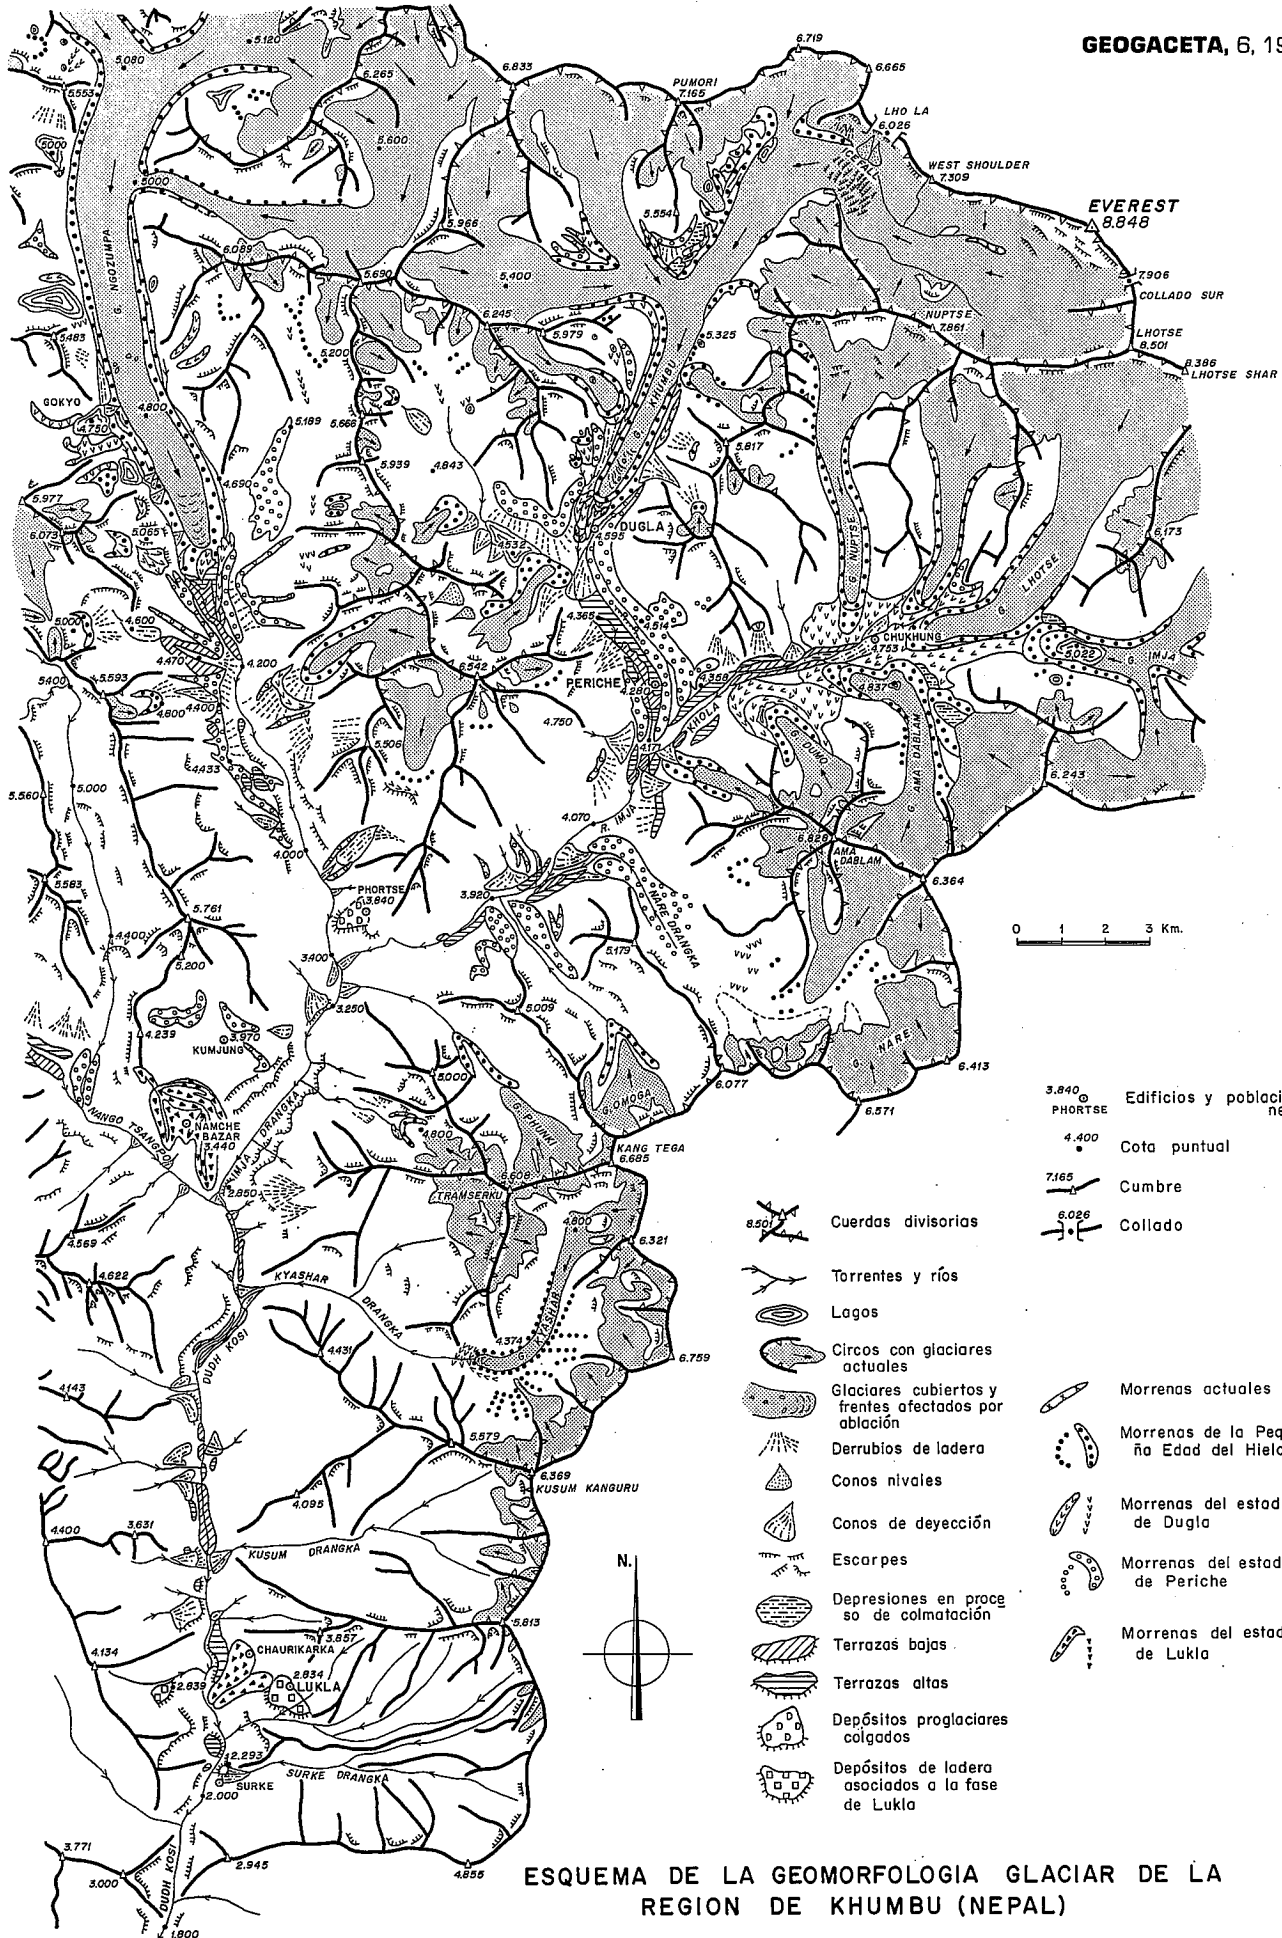 GEOGACETA, 6, 19
5.120
5.080
5.553
6.265
6.833
PUMORI
7.165
6.719
6.665
LHO LA
6.026
5000
5.600
ICEFALL
WEST SHOULDER
7.309
5000
5.554
EVEREST
8.848
5.966
G. NGOZUMPA
6.089
5.690
5.400
7.906
COLLADO SUR
6.245
5.979
5.325
NUPTSE
7.861
LHOTSE
8.501
8.386
LHOTSE SHAR
5.483
5.200
G. KHUMBU
GOKYO
4.750
4.800
5.189
5.666
5.817
5.939
4.843
4.690
5.977
6.073
5.065
DUGLA
4.595
4.532
G. NUPTSE
6.173
G. LHOTSE
5.000
4.600
4.365
4.514
CHUKHUNG
4.753
5.022
G. IMJA
4.470
4.200
6.542
PERICHE
4.280
4.358
4.837
5400
5.593
4.600
4.400
4.750
KHOLA
G. DUMO
G. AMA DABLAM
5.506
4.171
4.433
6.243
5.560
5.000
4.070
R. IMJA
6.828
AMA
DABLAM
4.000
5.583
PHORTSE
3.840
3.920
NARE DRANGKA
6.364
5.761
4.400
5.200
3.400
5.179
0 1 2 3 Km.
3.250
5.009
4.239
3.970
KUMJUNG
G. NARE
5.000
6.077
6.413
G. OMOGA
6.571
3.840
PHORTSE
Edificios y poblaci
ne
NANGO TSANGPO
NAMCHE
BAZAR
3.440
IMJA DRANGKA
G. PHUNKI
4.800
KANG TEGA
6.685
4.400
Cota puntual
2.850
6.608
TRAMSERKU
7.165
Cumbre
4.569
4.800
6.321
8.501
Cuerdas divisorias
6.026
Collado
4.622
KYASHAR
DRANGKA
Torrentes y ríos
Lagos
DUDH KOSI
4.431
4.374
G. KYASHAR
6.759
Circos con glaciares
actuales
4.143
Glaciares cubiertos y
frentes afectados por
ablación
Morrenas actuales
5.579
Derrubios de ladera
Morrenas de la Peq
ña Edad del Hielo
6.369
KUSUM KANGURU
Conos nivales
4.095
Conos de deyección
Morrenas del estad
de Dugla
4.400
3.631
KUSUM DRANGKA
N.
Escarpes
Morrenas del estad
de Periche
Depresiones en proce
so de colmatación
5.813
3.857
CHAURIKARKA
Terrazas bajas
Morrenas del estad
de Lukla
4.134
2.839
2.834
LUKLA
Terrazas altas
Depósitos proglaciares
colgados
2.293
SURKE
SURKE DRANGKA
2.000
Depósitos de ladera
asociados a la fase
de Lukla
3.771
3.000
DUDH KOSI
2.945
4.855
1.800
ESQUEMA DE LA GEOMORFOLOGIA GLACIAR DE LA
REGION DE KHUMBU (NEPAL)